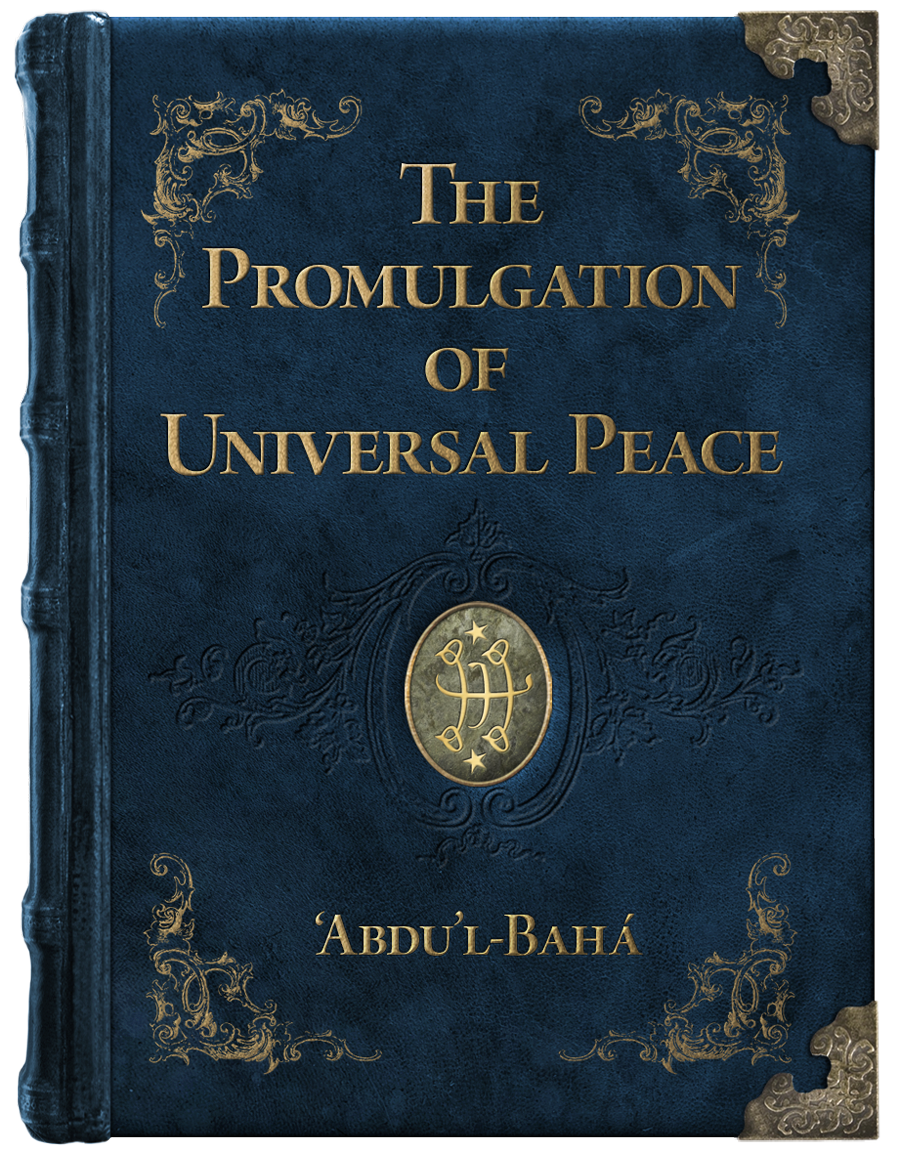 The
Promulgation
of
Universal Peace
‘Abdu’l-Bahá